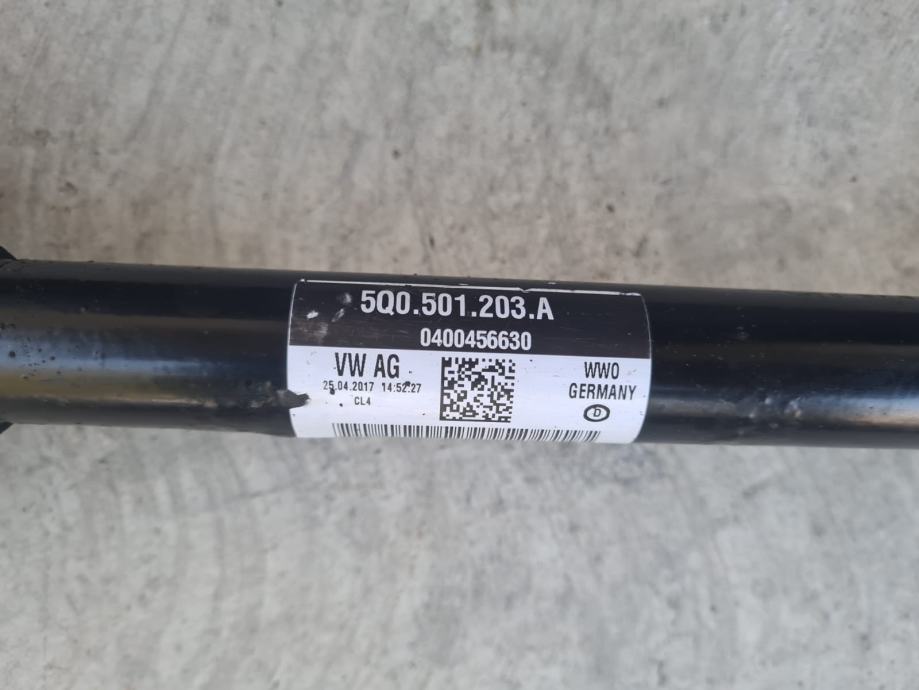 5Q0.501.203.A
0400456630
VW AG
25.04.2017 14:52:27
CL4
WWO
GERMANY
D